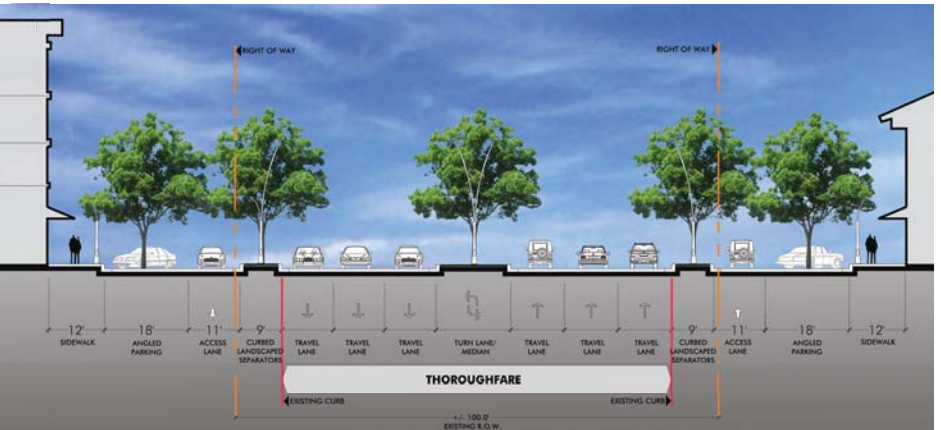 RIGHT OF WAY
RIGHT OF WAY
12'
SIDEWALK
18'
ANGLED
PARKING
11'
ACCESS
LANE
9'
CURBED
LANDSCAPED
SEPARATORS
TRAVEL
LANE
TRAVEL
LANE
TRAVEL
LANE
TURN LANE/
MEDIAN
TRAVEL
LANE
TRAVEL
LANE
TRAVEL
LANE
9'
CURBED
LANDSCAPED
SEPARATORS
11'
ACCESS
LANE
18'
ANGLED
PARKING
12'
SIDEWALK
THOROUGHFARE
EXISTING CURB
EXISTING CURB
+/- 100.0'
EXISTING R.O.W.